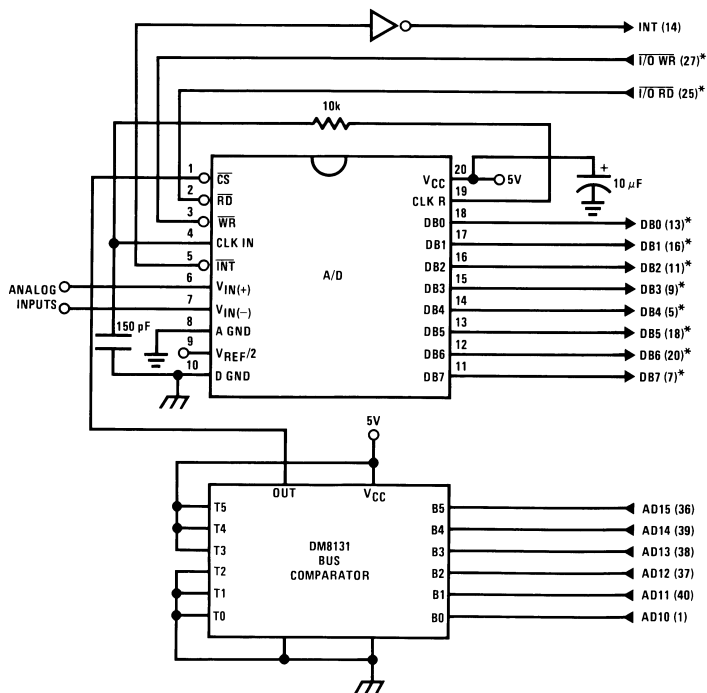 INT (14)
I/O WR (27)*
I/O RD (25)*
10k
1 CS
2 RD
3 WR
4 CLK IN
5 INT
6 VIN(+)
7 VIN(−)
8 A GND
9 VREF/2
10 D GND
A/D
VCC 20
5V
CLK R 19
DB0 18
DB1 17
DB2 16
DB3 15
DB4 14
DB5 13
DB6 12
DB7 11
+
10 μF
DB0 (13)*
DB1 (16)*
DB2 (11)*
DB3 (9)*
DB4 (5)*
DB5 (18)*
DB6 (20)*
DB7 (7)*
ANALOG
INPUTS
150 pF
5V
OUT
VCC
T5
T4
T3
T2
T1
T0
DM8131
BUS
COMPARATOR
B5
B4
B3
B2
B1
B0
AD15 (36)
AD14 (39)
AD13 (38)
AD12 (37)
AD11 (40)
AD10 (1)